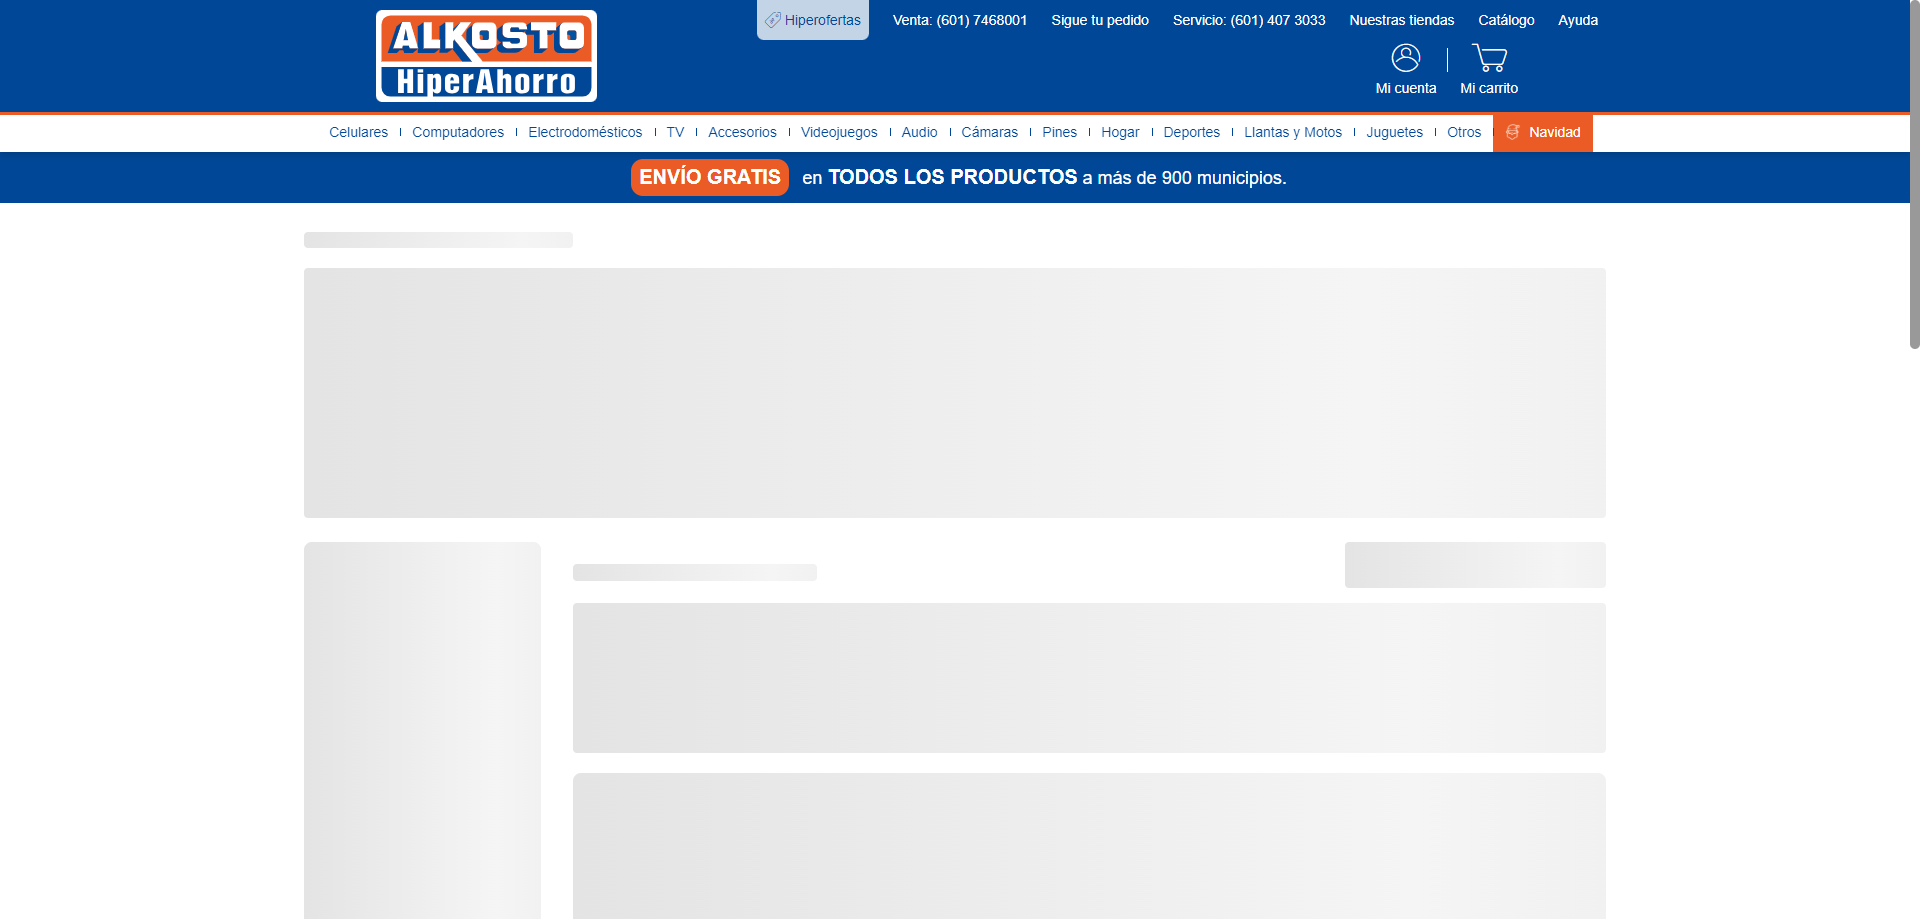 ALKOSTO
HiperAhorro
Hiperofertas
Venta: (601) 7468001
Sigue tu pedido
Servicio: (601) 407 3033
Nuestras tiendas
Catálogo
Ayuda
Mi cuenta
Mi carrito
Celulares
Computadores
Electrodomésticos
TV
Accesorios
Videojuegos
Audio
Cámaras
Pines
Hogar
Deportes
Llantas y Motos
Juguetes
Otros
Navidad
ENVÍO GRATIS en TODOS LOS PRODUCTOS a más de 900 municipios.